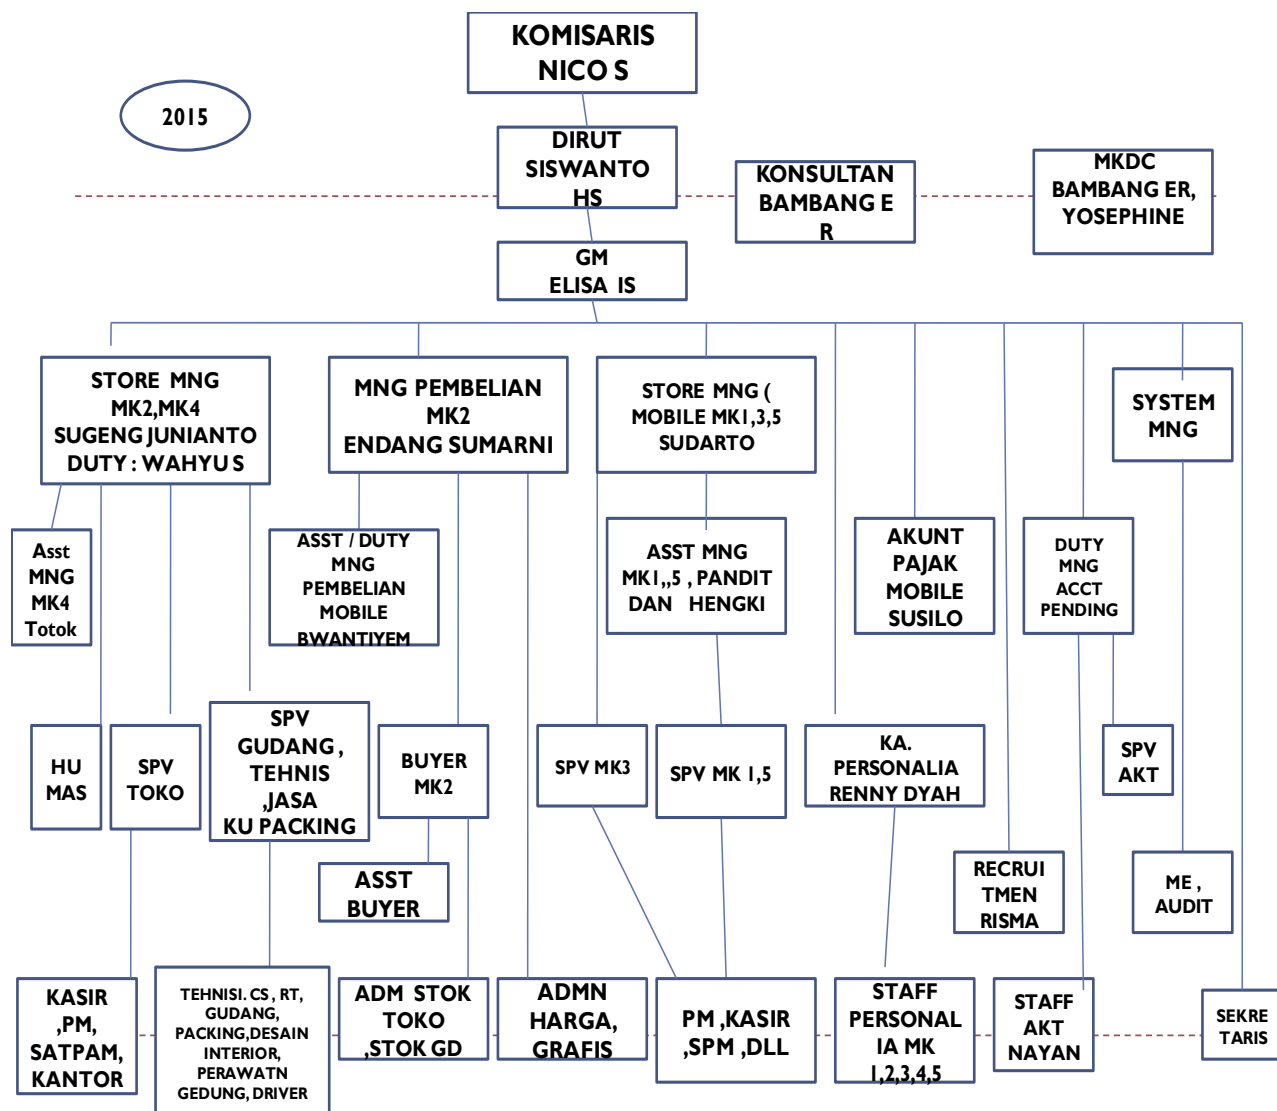 KOMISARIS
NICO S
2015
DIRUT
SISWANTO
HS
KONSULTAN
BAMBANG E
R
MKDC
BAMBANG ER,
YOSEPHINE
GM
ELISA IS
STORE MNG
MK2,MK4
SUGENG JUNIANTO
DUTY : WAHYU S
MNG PEMBELIAN
MK2
ENDANG SUMARNI
STORE MNG (
MOBILE MK1,3,5
SUDARTO
SYSTEM
MNG
Asst
MNG
MK4
Totok
ASST / DUTY
MNG
PEMBELIAN
MOBILE
BWANTIYEM
ASST MNG
MK1,,5 , PANDIT
DAN HENGKI
AKUNT
PAJAK
MOBILE
SUSILO
DUTY
MNG
ACCT
PENDING
HU
MAS
SPV
TOKO
SPV
GUDANG ,
TEHNIS
,JASA
KU PACKING
BUYER
MK2
SPV MK3
SPV MK 1,5
KA.
PERSONALIA
RENNY DYAH
SPV
AKT
ASST
BUYER
RECRUI
TMEN
RISMA
ME ,
AUDIT
KASIR
,PM,
SATPAM,
KANTOR
TEHNISI. CS , RT,
GUDANG,
PACKING,DESAIN
INTERIOR,
PERAWATN
GEDUNG, DRIVER
ADM STOK
TOKO
,STOK GD
ADMN
HARGA,
GRAFIS
PM ,KASIR
,SPM ,DLL
STAFF
PERSONAL
IA MK
1,2,3,4,5
STAFF
AKT
NAYAN
SEKRE
TARIS